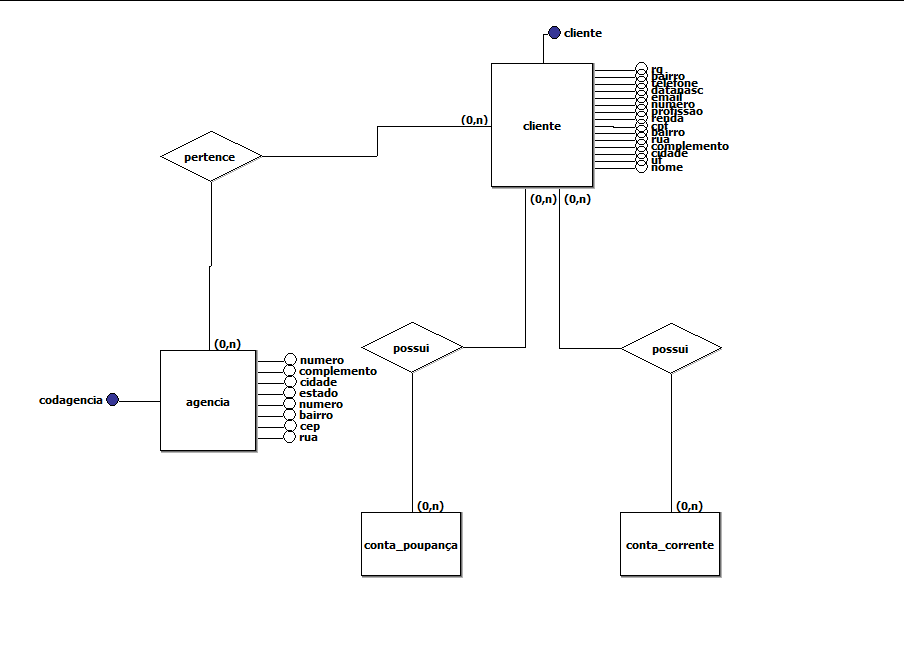 cliente
rg
bairro
telefone
datanasc
email
numero
profissao
renda
cpf
bairro
rua
complemento
cidade
uf
nome
(0,n)
cliente
pertence
(0,n) (0,n)
(0,n)
possui
possui
numero
complemento
cidade
estado
numero
bairro
cep
rua
codagencia
agencia
(0,n)
(0,n)
conta_poupança
conta_corrente